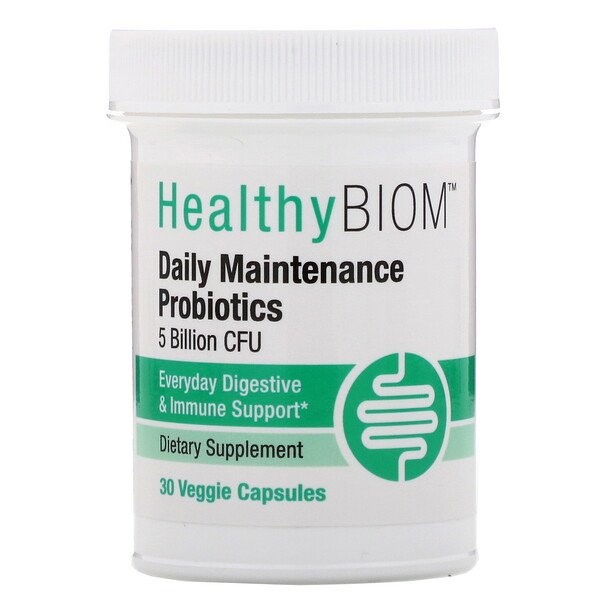 HealthyBIOM™
Daily Maintenance
Probiotics
5 Billion CFU
Everyday Digestive
& Immune Support*
Dietary Supplement
30 Veggie Capsules